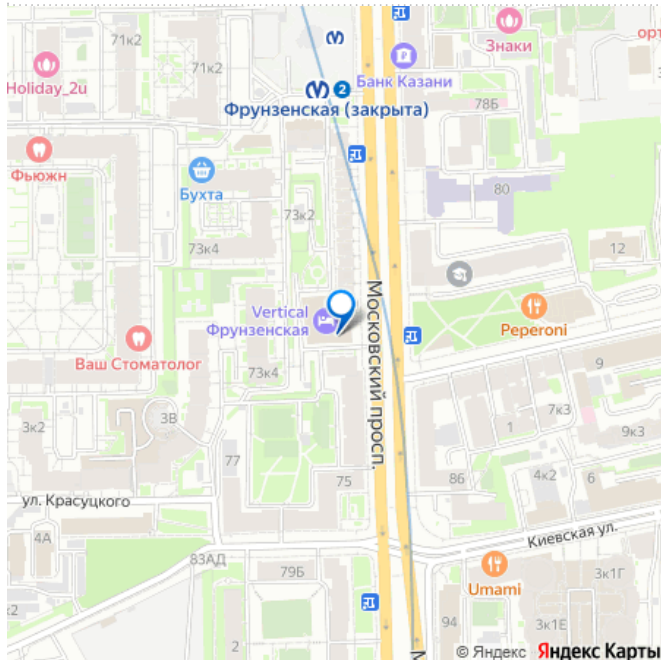 71к2
Знаки
орт
Банк Казани
Holiday_2u
71к2
2
78Б
Фрунзенская (закрыта)
Фьюжн
Бухта
80
73к2
12
73к4
Московский просп.
Vertical
Фрунзенская
Peperoni
Ваш Стоматолог
73к4
9
7к3
3В
1
9к3
3к2
77
75
8б
4к2
6
ул. Красуцкого
Киевская ул.
4А
83АД
79Б
3к1Г
Umami
94
3к1Е
2
М
© Яндекс Яндекс Карты